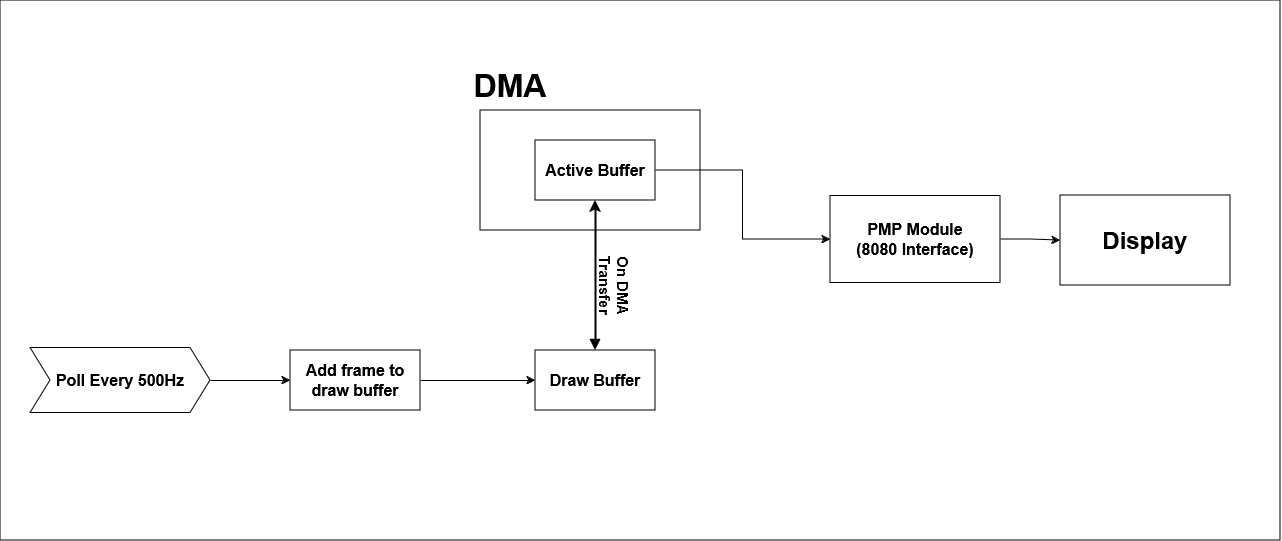 DMA
Active Buffer
On DMA
Transfer
PMP Module
(8080 Interface)
Display
Poll Every 500Hz
Add frame to
draw buffer
Draw Buffer